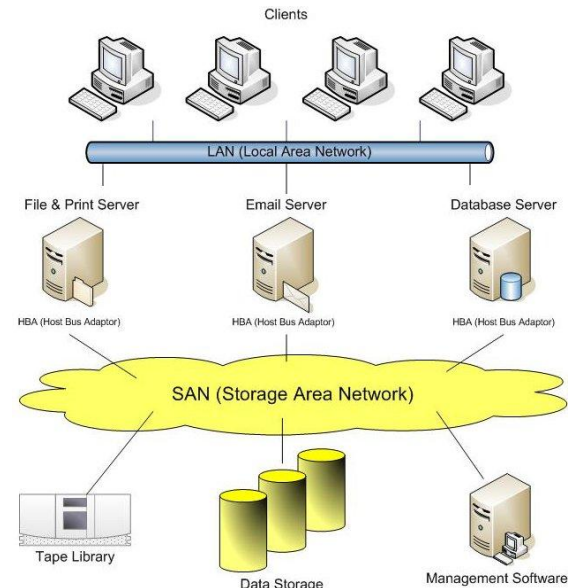 Clients
LAN (Local Area Network)
File & Print Server
Email Server
Database Server
HBA (Host Bus Adaptor)
HBA (Host Bus Adaptor)
HBA (Host Bus Adaptor)
SAN (Storage Area Network)
Tape Library
Data Storage
Management Software